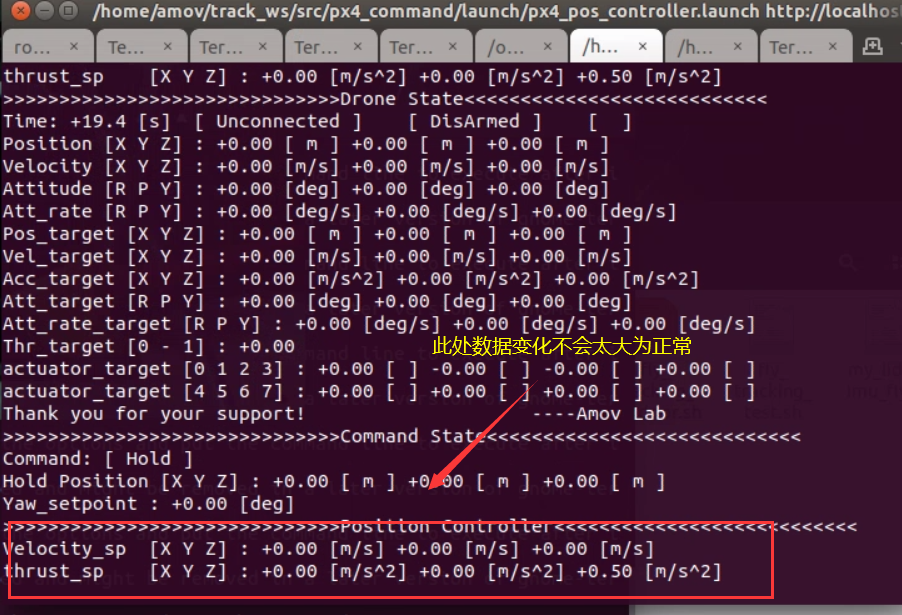 /home/amov/track_ws/src/px4_command/launch/px4_pos_controller.launch http://localhos
ro... × Te... × Ter... × Ter... × Ter... × /o... × /h... × /h... × Ter... ×
thrust_sp [X Y Z] : +0.00 [m/s^2] +0.00 [m/s^2] +0.50 [m/s^2]
>>>>>>>>>>>>>>>>>>>>>>>>>>>>>>Drone State<<<<<<<<<<<<<<<<<<<<<<<<<<<
Time: +19.4 [s] [ Unconnected ] [ DisArmed ] [ ]
Position [X Y Z] : +0.00 [ m ] +0.00 [ m ] +0.00 [ m ]
Velocity [X Y Z] : +0.00 [m/s] +0.00 [m/s] +0.00 [m/s]
Attitude [R P Y] : +0.00 [deg] +0.00 [deg] +0.00 [deg]
Att_rate [R P Y] : +0.00 [deg/s] +0.00 [deg/s] +0.00 [deg/s]
Pos_target [X Y Z] : +0.00 [ m ] +0.00 [ m ] +0.00 [ m ]
Vel_target [X Y Z] : +0.00 [m/s] +0.00 [m/s] +0.00 [m/s]
Acc_target [X Y Z] : +0.00 [m/s^2] +0.00 [m/s^2] +0.00 [m/s^2]
Att_target [R P Y] : +0.00 [deg] +0.00 [deg] +0.00 [deg]
Att_rate_target [R P Y] : +0.00 [deg/s] +0.00 [deg/s] +0.00 [deg/s]
Thr_target [0 - 1] : +0.00
此处数据变化不会太大为正常
actuator_target [0 1 2 3] : +0.00 [ ] -0.00 [ ] -0.00 [ ] +0.00 [ ]
actuator_target [4 5 6 7] : +0.00 [ ] +0.00 [ ] +0.00 [ ] +0.00 [ ]
Thank you for your support! ----Amov Lab
>>>>>>>>>>>>>>>>>>>>>>>>>>>>>>Command State<<<<<<<<<<<<<<<<<<<<<<<<<<<<
Command: [ Hold ]
Hold Position [X Y Z] : +0.00 [ m ] +0.00 [ m ] +0.00 [ m ]
Yaw_setpoint : +0.00 [deg]
>>>>>>>>>>>>>>>>>>>>>>>>>>>>>>Position Controller<<<<<<<<<<<<<<<<<<<<<<<<<<<
Velocity_sp [X Y Z] : +0.00 [m/s] +0.00 [m/s] +0.00 [m/s]
thrust_sp [X Y Z] : +0.00 [m/s^2] +0.00 [m/s^2] +0.50 [m/s^2]